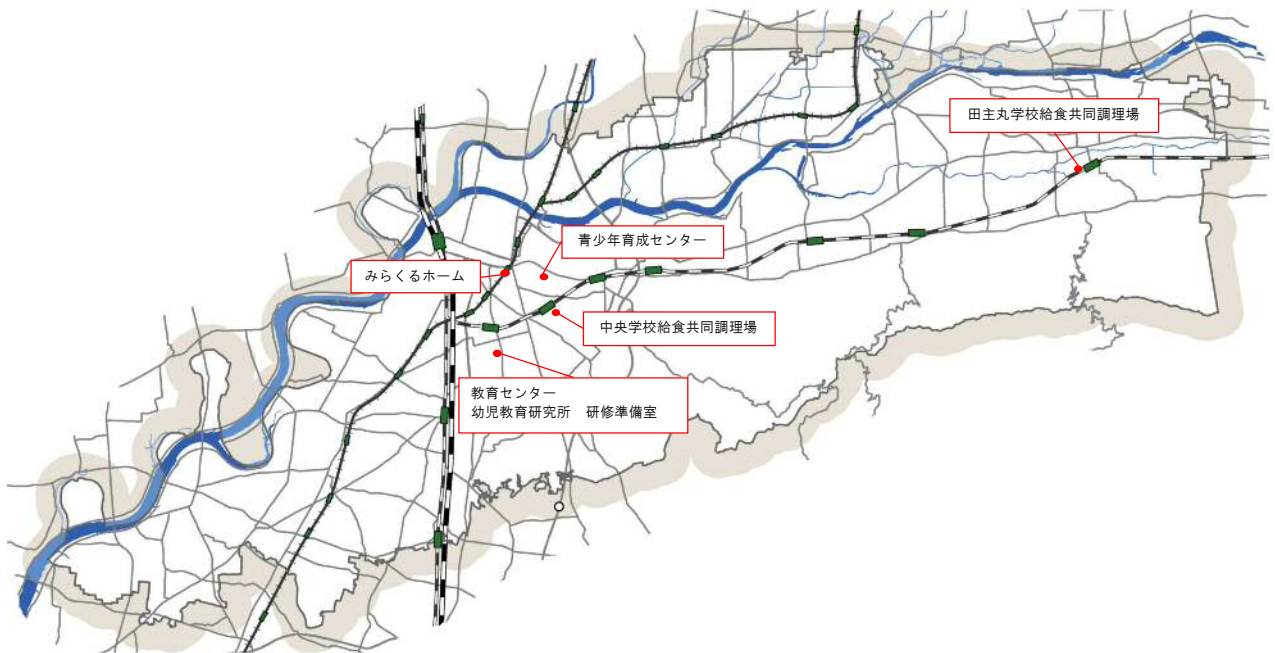 田主丸学校給食共同調理場
青少年育成センター
みらくるホーム
中央学校給食共同調理場
教育センター
幼児教育研究所　研修準備室